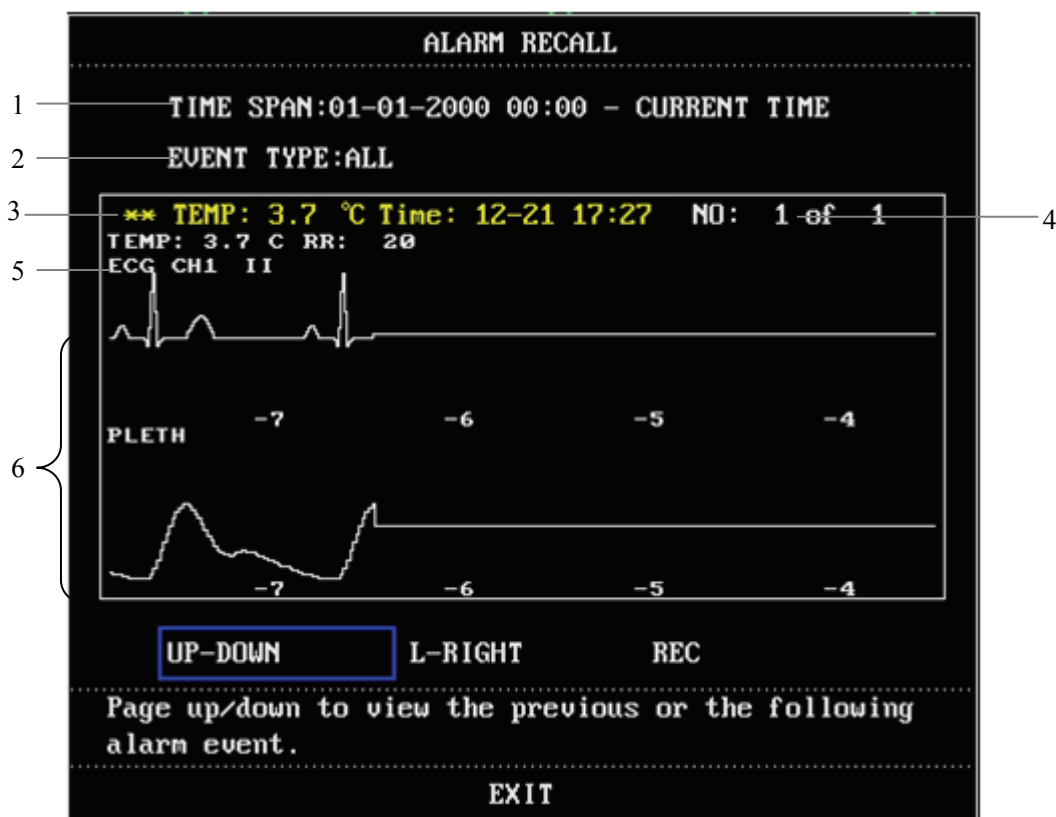 ALARM RECALL
1 TIME SPAN:01-01-2000 00:00 - CURRENT TIME
2 EVENT TYPE:ALL
3 ** TEMP: 3.7 ℃ Time: 12-21 17:27 NO: 1 of 1 4
TEMP: 3.7 C RR: 20
5 ECG CH1 II
-7 -6 -5 -4
PLETH
6
-7 -6 -5 -4
UP-DOWN L-RIGHT REC
Page up/down to view the previous or the following
alarm event.
EXIT